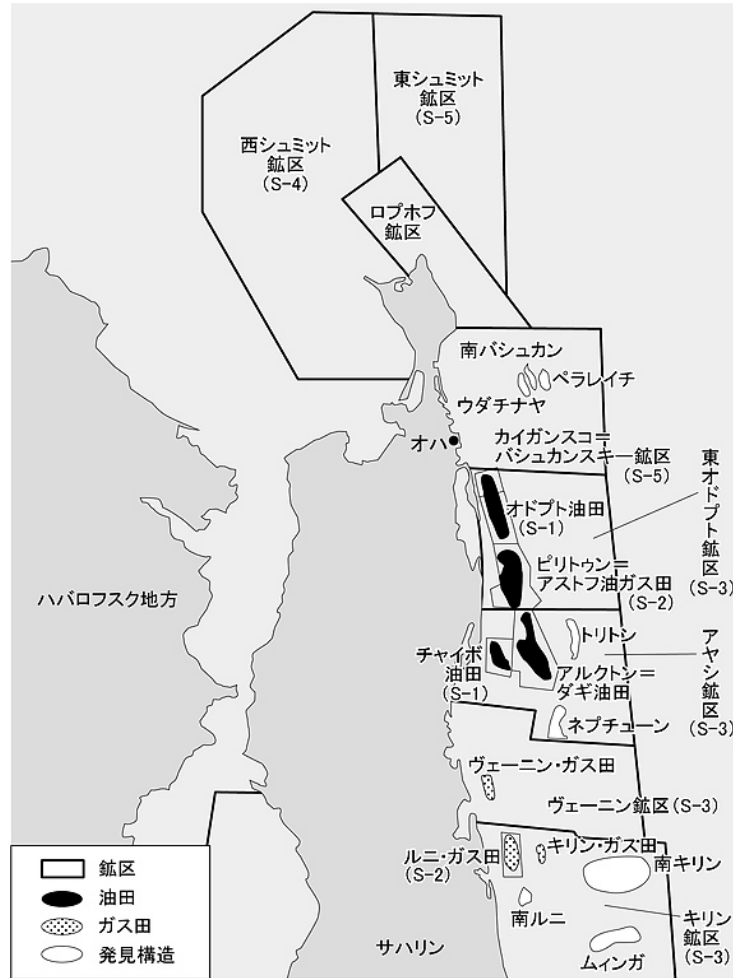 東シュミット
鉱区
(S-5)
西シュミット
鉱区
(S-4)
ロプホフ
鉱区
南バシュカン
ペラレイチ
ウダチナヤ
オハ
カイガンスコ＝
バシュカンスキー鉱区
(S-5)
オドプト油田
(S-1)
東オドプト鉱区
(S-3)
ピリトゥン＝
アストフ油ガス田
(S-2)
ハバロフスク地方
チャイボ
油田
(S-1)
トリトン
アルクトン＝
ダギ油田
アヤシ鉱区
(S-3)
ネプチューン
ヴェーニン・ガス田
ヴェーニン鉱区(S-3)
ルニ・ガス田
(S-2)
キリン・ガス田
南キリン
南ルニ
キリン
鉱区
(S-3)
ムィンガ
サハリン
鉱区
油田
ガス田
発見構造